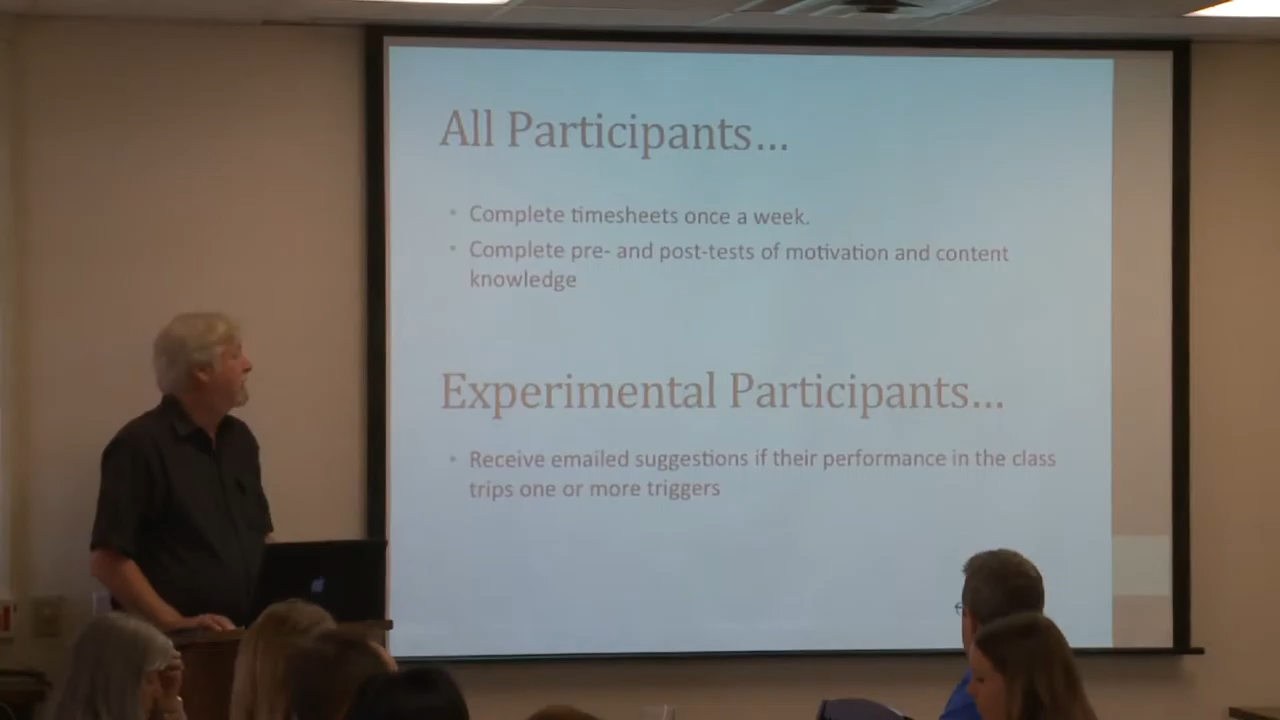 All Participants...
• Complete timesheets once a week.
• Complete pre- and post-tests of motivation and content
knowledge
Experimental Participants...
• Receive emailed suggestions if their performance in the class
trips one or more triggers